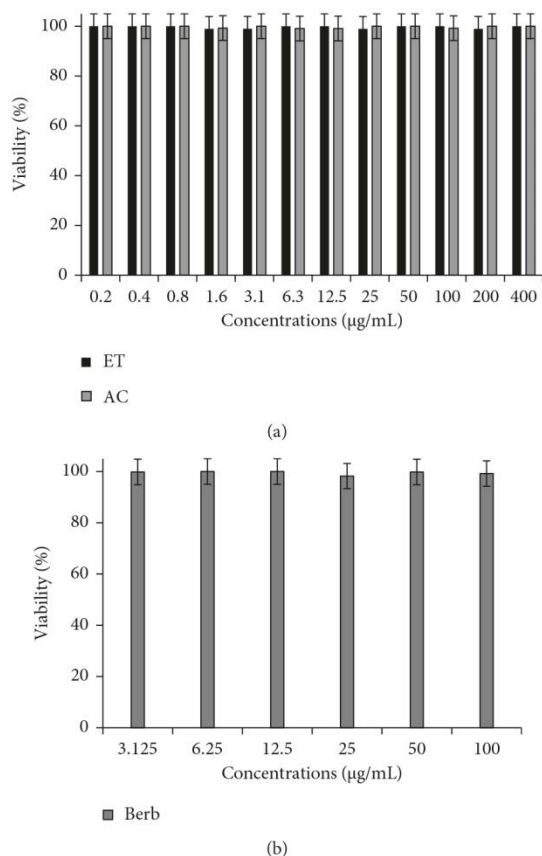 Viability (%)
100
80
60
40
20
0
0.2 0.4 0.8 1.6 3.1 6.3 12.5 25 50 100 200 400
Concentrations (μg/mL)
ET
AC
(a)
Viability (%)
100
80
60
40
20
0
3.125 6.25 12.5 25 50 100
Concentrations (μg/mL)
Berb
(b)